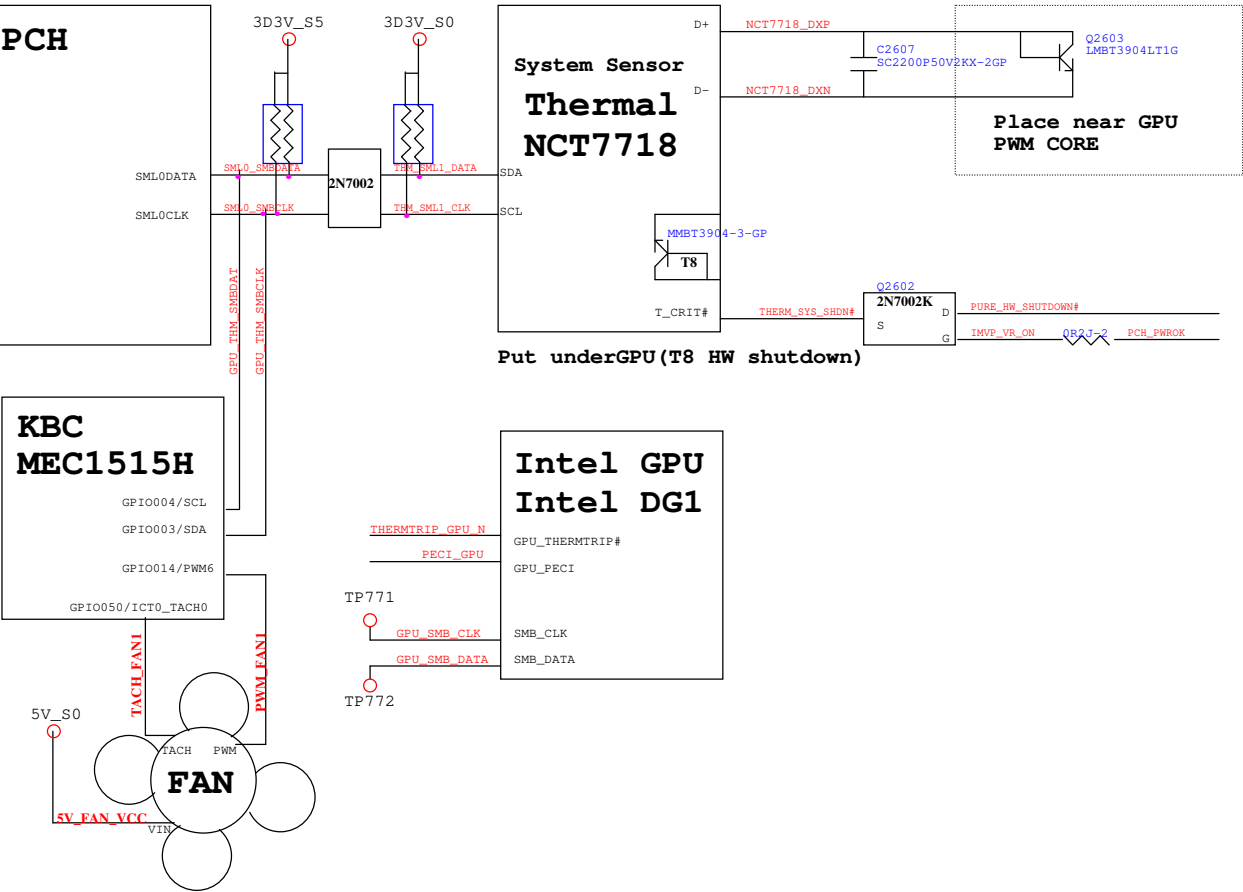 PCH
3D3V_S5
3D3V_S0
SML0DATA
SML0CLK
SML0_SMBDATA
SML0_SMBCLK
2N7002
THM_SML1_DATA
THM_SML1_CLK
System Sensor
Thermal
NCT7718
SDA
SCL
D+
D-
NCT7718_DXP
NCT7718_DXN
C2607
SC2200P50V2KX-2GP
Q2603
LMBT3904LT1G
Place near GPU
PWM CORE
MMBT3904-3-GP
T8
T_CRIT#
THERM_SYS_SHDN#
Q2602
2N7002K
D
S
G
PURE_HW_SHUTDOWN#
IMVP_VR_ON
0R2J-2
PCH_PWROK
Put underGPU(T8 HW shutdown)
GPU_THM_SMBDAT
GPU_THM_SMBCLK
KBC
MEC1515H
GPIO004/SCL
GPIO003/SDA
GPIO014/PWM6
GPIO050/ICT0_TACH0
Intel GPU
Intel DG1
THERMTRIP_GPU_N
GPU_THERMTRIP#
PECI_GPU
GPU_PECI
TP771
GPU_SMB_CLK
SMB_CLK
GPU_SMB_DATA
SMB_DATA
TP772
TACH_FAN1
PWM_FAN1
5V_S0
TACH
PWM
FAN
5V_FAN_VCC
VIN